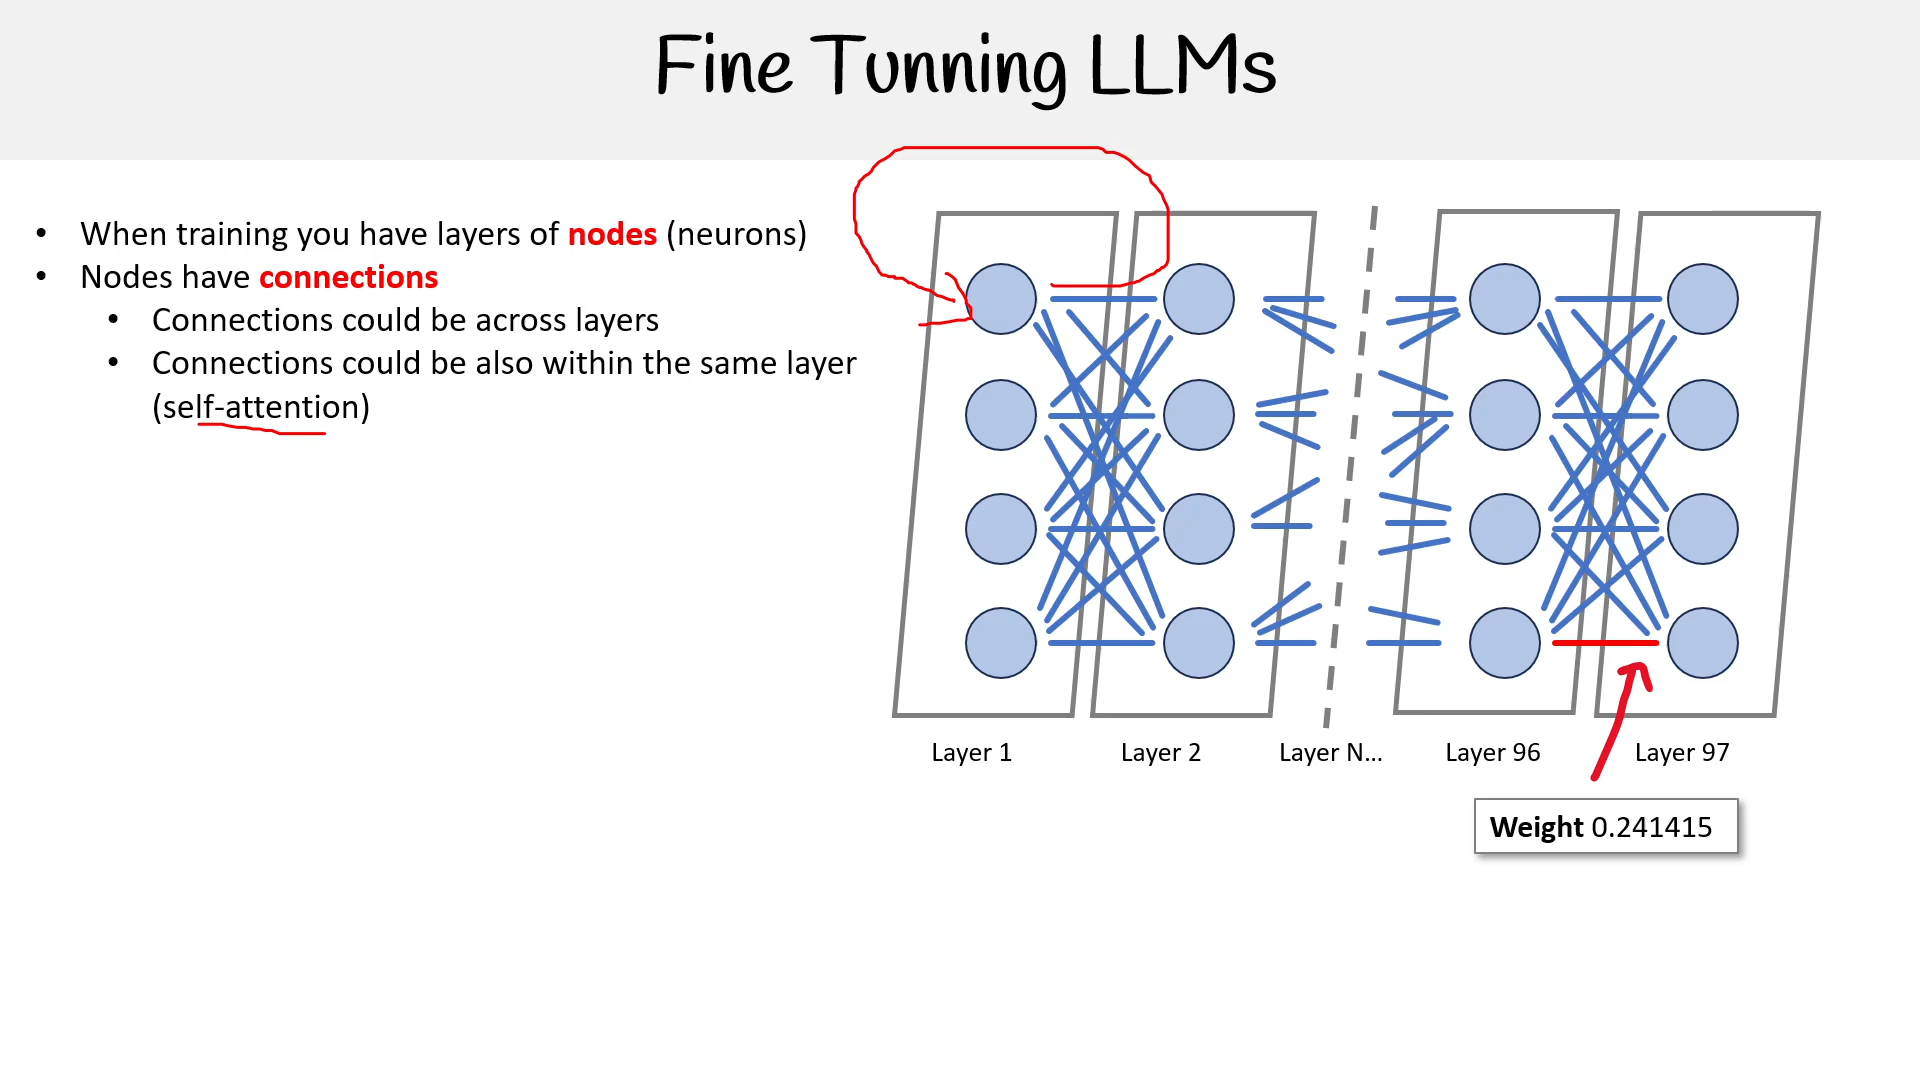 Fine Tunning LLMs
• When training you have layers of nodes (neurons)
• Nodes have connections
• Connections could be across layers
• Connections could be also within the same layer
(self-attention)
Layer 1
Layer 2
Layer N...
Layer 96
Layer 97
Weight 0.241415